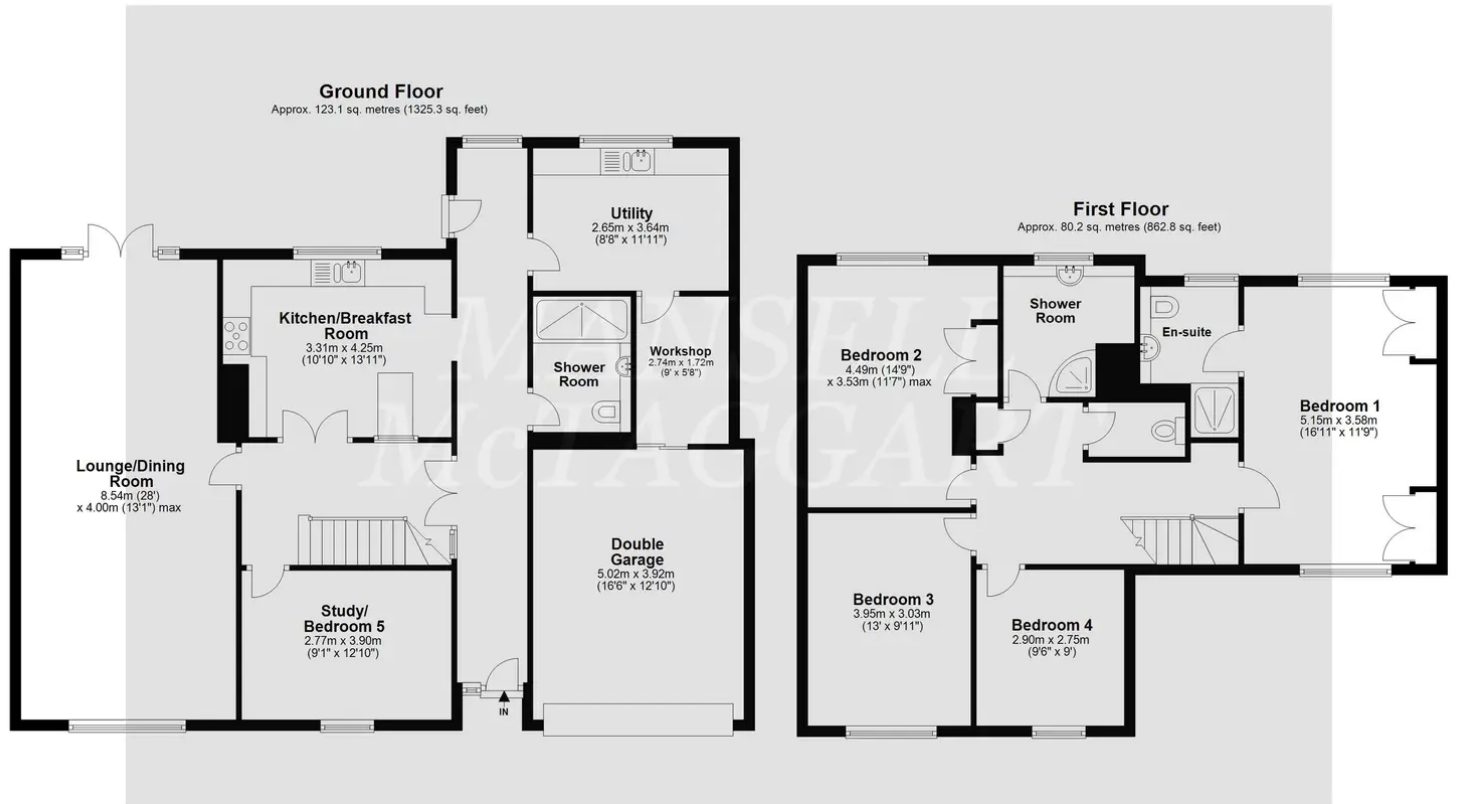 Ground Floor
Approx. 123.1 sq. metres (1325.3 sq. feet)
Utility
2.65m x 3.64m
(8'8" x 11'11")
Kitchen/Breakfast
Room
3.31m x 4.25m
(10'10" x 13'11")
Shower
Room
Workshop
2.74m x 1.72m
(9' x 5'8")
Lounge/Dining
Room
8.54m (28')
x 4.00m (13'1") max
Double
Garage
5.02m x 3.92m
(16'6" x 12'10")
Study/
Bedroom 5
2.77m x 3.90m
(9'1" x 12'10")
IN
First Floor
Approx. 80.2 sq. metres (862.8 sq. feet)
Shower
Room
En-suite
Bedroom 2
4.49m (14'9")
x 3.53m (11'7") max
Bedroom 1
5.15m x 3.58m
(16'11" x 11'9")
Bedroom 3
3.95m x 3.03m
(13' x 9'11")
Bedroom 4
2.90m x 2.75m
(9'6" x 9')
MANSELL
McTAGGART